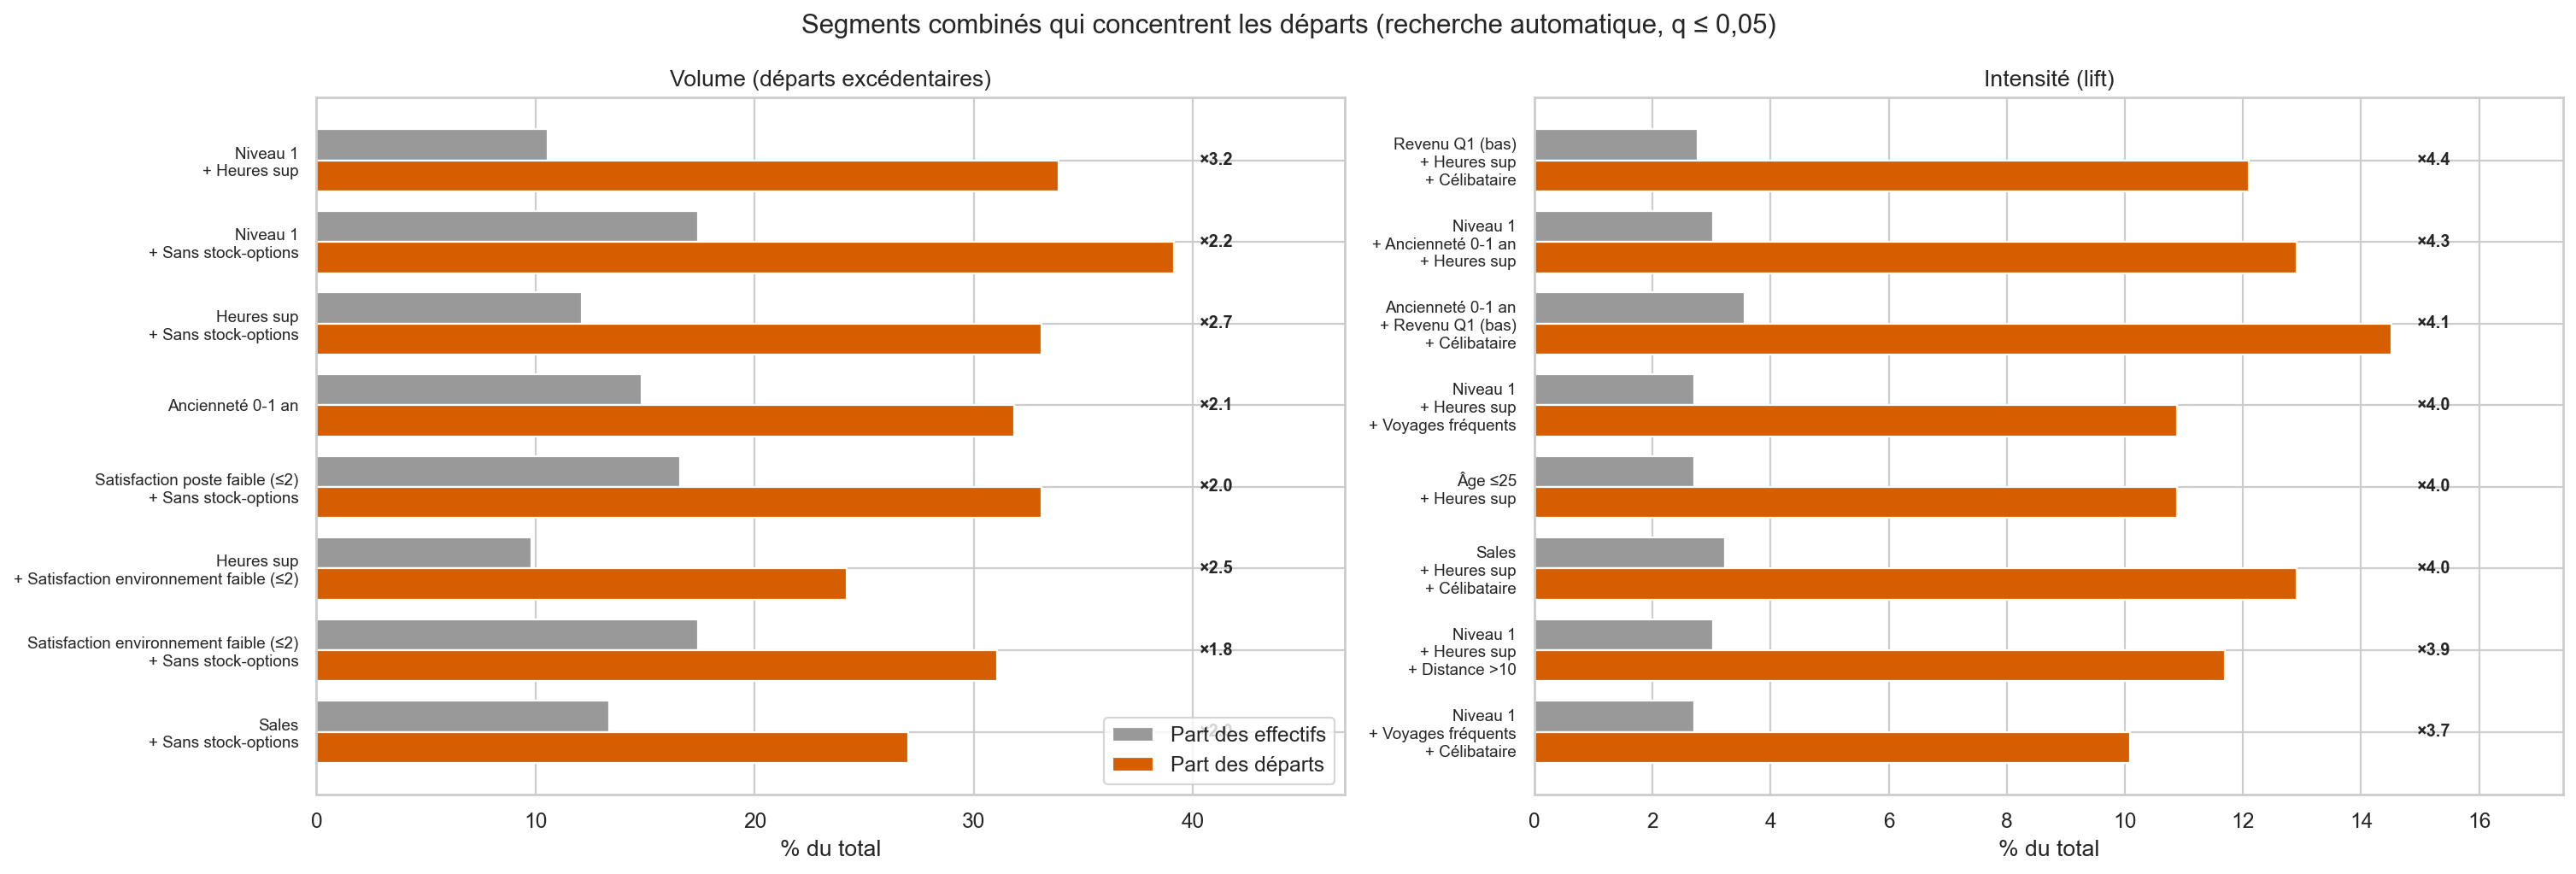 Segments combinés qui concentrent les départs (recherche automatique, q ≤ 0,05)
Volume (départs excédentaires)
Niveau 1
+ Heures sup
×3.2
Niveau 1
+ Sans stock-options
×2.2
Heures sup
+ Sans stock-options
×2.7
Ancienneté 0-1 an
×2.1
Satisfaction poste faible (≤2)
+ Sans stock-options
×2.0
Heures sup
+ Satisfaction environnement faible (≤2)
×2.5
Satisfaction environnement faible (≤2)
+ Sans stock-options
×1.8
Sales
+ Sans stock-options
Part des effectifs
Part des départs
0 10 20 30 40
% du total
Intensité (lift)
Revenu Q1 (bas)
+ Heures sup
+ Célibataire
×4.4
Niveau 1
+ Ancienneté 0-1 an
+ Heures sup
×4.3
Ancienneté 0-1 an
+ Revenu Q1 (bas)
+ Célibataire
×4.1
Niveau 1
+ Heures sup
+ Voyages fréquents
×4.0
Âge ≤25
+ Heures sup
×4.0
Sales
+ Heures sup
+ Célibataire
×4.0
Niveau 1
+ Heures sup
+ Distance >10
×3.9
Niveau 1
+ Voyages fréquents
+ Célibataire
×3.7
0 2 4 6 8 10 12 14 16
% du total